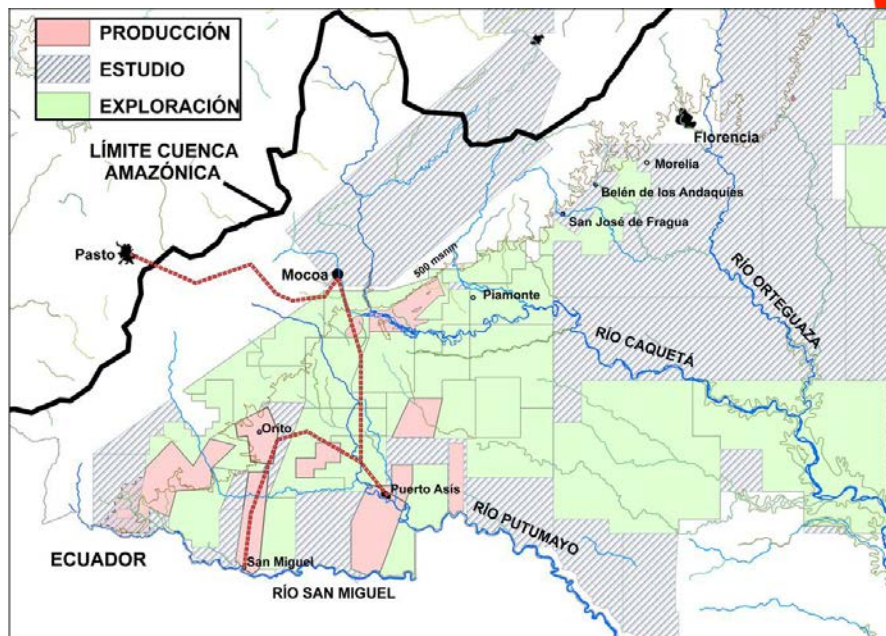 PRODUCCIÓN
ESTUDIO
EXPLORACIÓN
LÍMITE CUENCA
AMAZÓNICA
Florencia
Morelia
Belén de los Andaquíes
San José de Fragua
Pasto
Mocoa
500 msnm
Piamonte
RÍO ORTEGUAZA
RÍO CAQUETÁ
Orito
Puerto Asís
RÍO PUTUMAYO
ECUADOR
San Miguel
RÍO SAN MIGUEL